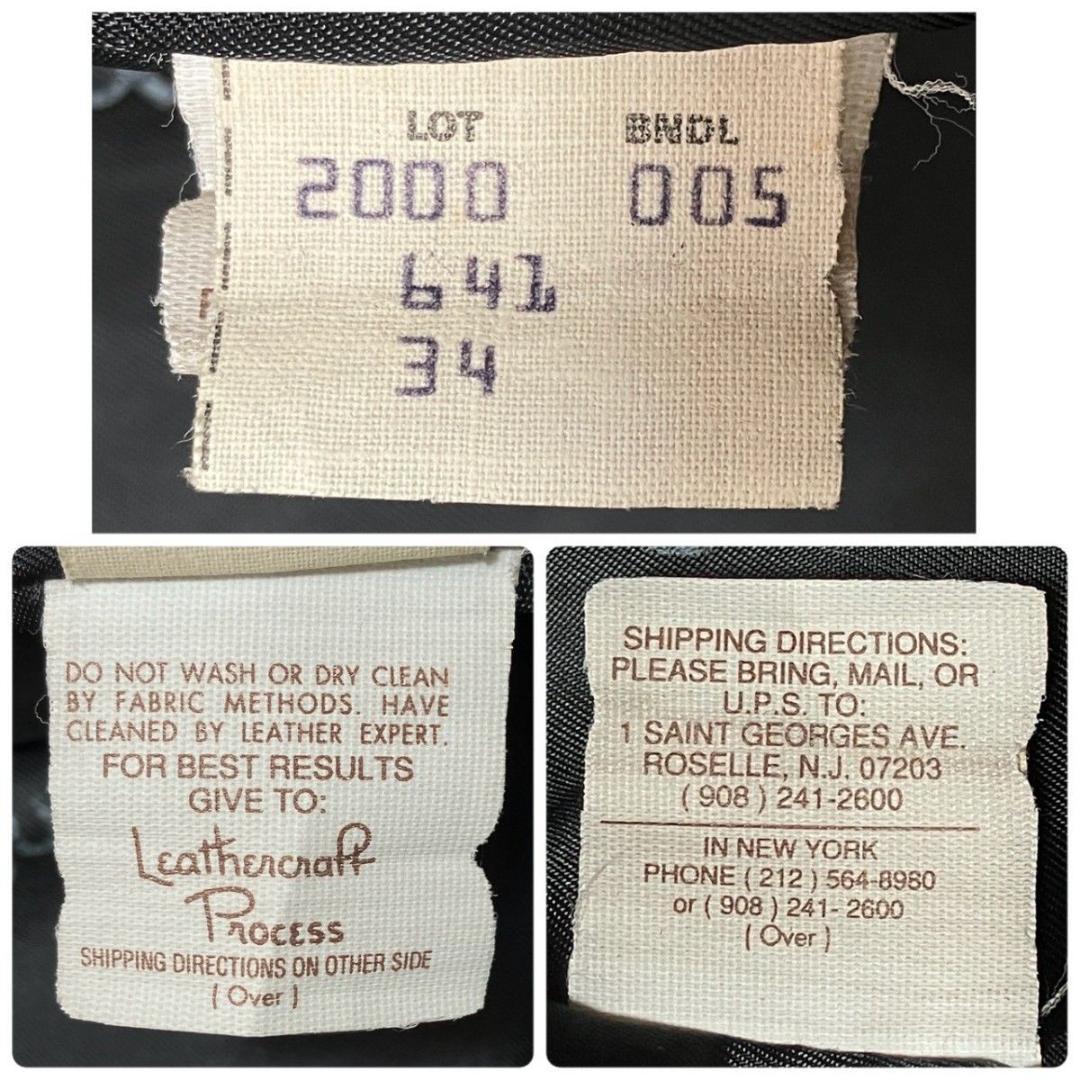 LOT BNDL
2000 005
641
34
DO NOT WASH OR DRY CLEAN
BY FABRIC METHODS. HAVE
CLEANED BY LEATHER EXPERT.
FOR BEST RESULTS
GIVE TO:
Leathercraft
Process
SHIPPING DIRECTIONS ON OTHER SIDE
( Over )
SHIPPING DIRECTIONS:
PLEASE BRING, MAIL, OR
U.P.S. TO:
1 SAINT GEORGES AVE.
ROSELLE, N.J. 07203
( 908 ) 241-2600
IN NEW YORK
PHONE ( 212 ) 564-8980
or ( 908 ) 241- 2600
( Over )